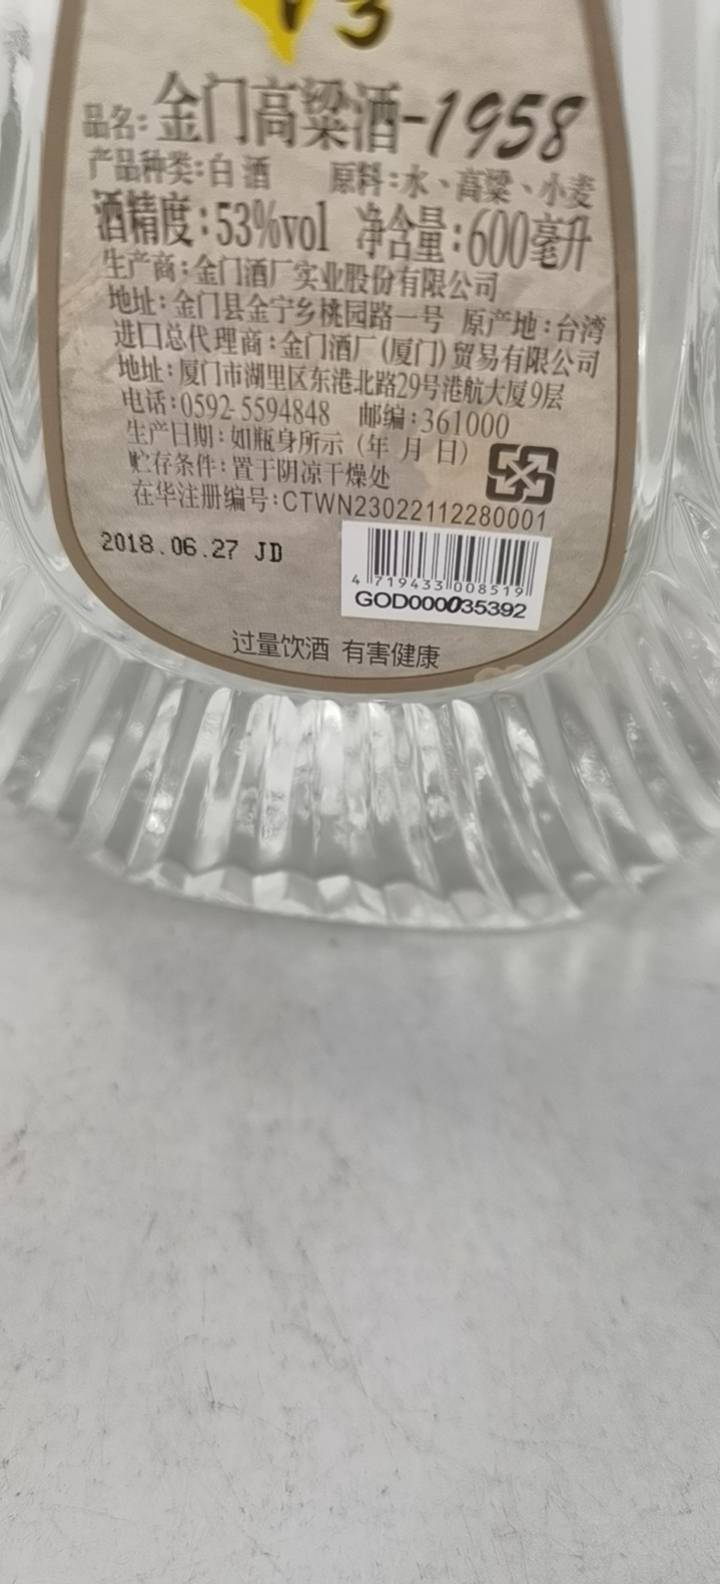 品名:金门高粱酒-1958
产品种类:白酒 原料:水、高粱、小麦
酒精度:53%vol 净含量:600毫升
生产商:金门酒厂实业股份有限公司
地址:金门县金宁乡桃园路一号 原产地:台湾
进口总代理商:金门酒厂(厦门)贸易有限公司
地址:厦门市湖里区东港北路29号港航大厦9层
电话:0592-5594848 邮编:361000
生产日期:如瓶身所示(年 月 日)
贮存条件:置于阴凉干燥处
在华注册编号:CTWN23022112280001
2018.06.27 JD
4 719433 008519
GOD000035392
过量饮酒 有害健康